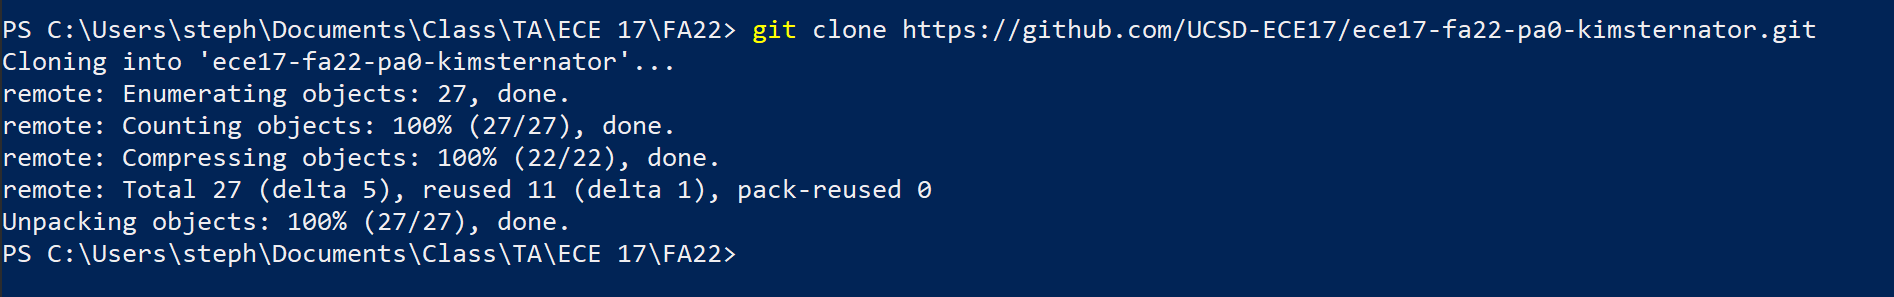 PS C:\Users\steph\Documents\Class\TA\ECE 17\FA22> git clone https://github.com/UCSD-ECE17/ece17-fa22-pa0-kimsternator.git
Cloning into 'ece17-fa22-pa0-kimsternator'...
remote: Enumerating objects: 27, done.
remote: Counting objects: 100% (27/27), done.
remote: Compressing objects: 100% (22/22), done.
remote: Total 27 (delta 5), reused 11 (delta 1), pack-reused 0
Unpacking objects: 100% (27/27), done.
PS C:\Users\steph\Documents\Class\TA\ECE 17\FA22>